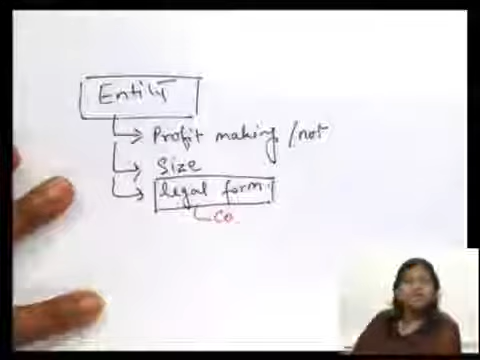 Entity
Profit making /not
Size
legal form.
Co.